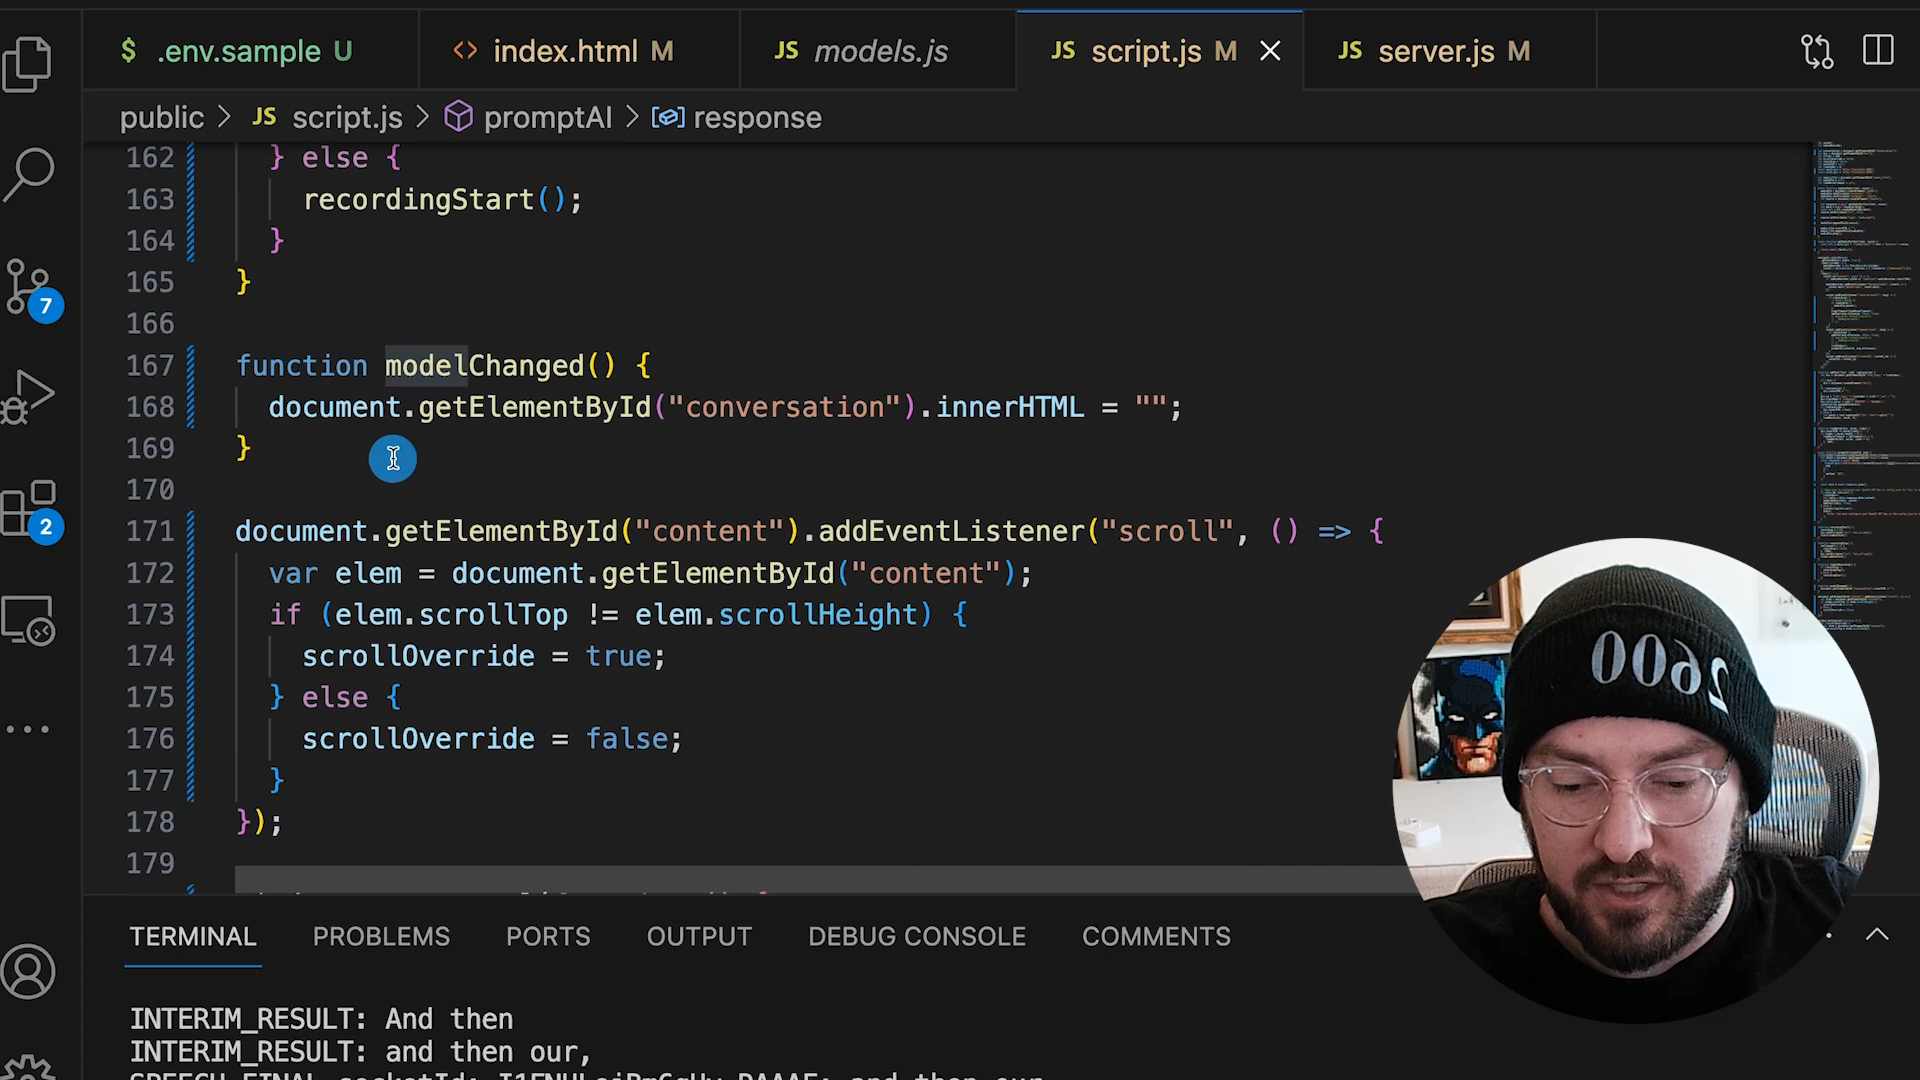 $ .env.sample U
<> index.html M
JS models.js
JS script.js M
JS server.js M
public > JS script.js > promptAI > response
162 } else {
163 recordingStart();
164 }
165 }
166
167 function modelChanged() {
168 document.getElementById("conversation").innerHTML = "";
169 }
170
171 document.getElementById("content").addEventListener("scroll", () => {
172 var elem = document.getElementById("content");
173 if (elem.scrollTop != elem.scrollHeight) {
174 scrollOverride = true;
175 } else {
176 scrollOverride = false;
177 }
178 });
179
7
2
2600
TERMINAL PROBLEMS PORTS OUTPUT DEBUG CONSOLE COMMENTS
INTERIM_RESULT: And then
INTERIM_RESULT: and then our,